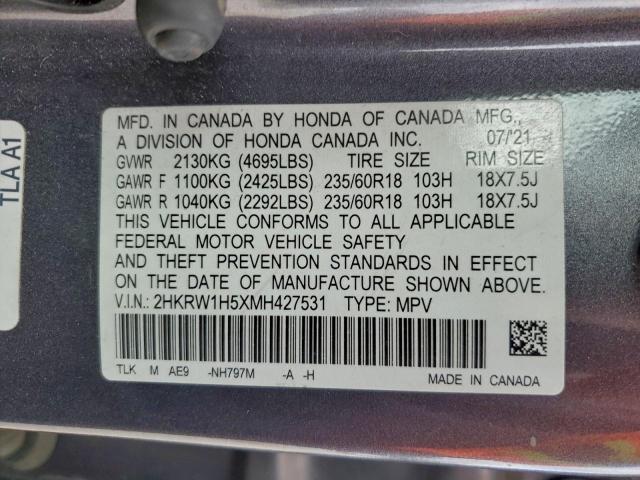 TLA A1
MFD. IN CANADA BY HONDA OF CANADA MFG.,
A DIVISION OF HONDA CANADA INC. 07/'21
GVWR 2130KG (4695LBS) TIRE SIZE RIM SIZE
GAWR F 1100KG (2425LBS) 235/60R18 103H 18X7.5J
GAWR R 1040KG (2292LBS) 235/60R18 103H 18X7.5J
THIS VEHICLE CONFORMS TO ALL APPLICABLE
FEDERAL MOTOR VEHICLE SAFETY
AND THEFT PREVENTION STANDARDS IN EFFECT
ON THE DATE OF MANUFACTURE SHOWN ABOVE.
V.I.N.: 2HKRW1H5XMH427531 TYPE: MPV
TLK M AE9 -NH797M -A -H MADE IN CANADA